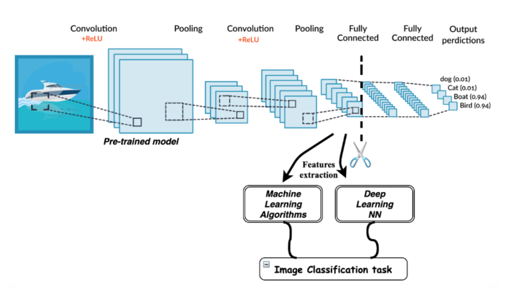 Convolution
+ReLU
Pooling
Convolution
+ReLU
Pooling
Fully
Connected
Fully
Connected
Output
perdictions
dog (0.01)
Cat (0.01)
Boat (0.94)
Bird (0.94)
Pre-trained model
Features
extraction
Machine
Learning
Algorithms
Deep
Learning
NN
Image Classification task